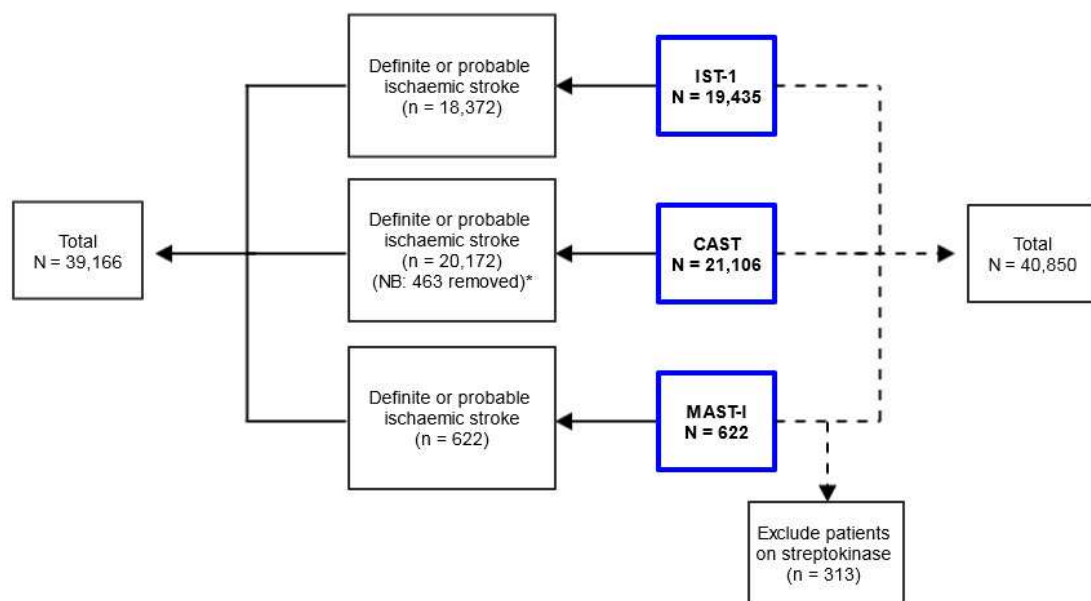 Definite or probable
ischaemic stroke
(n = 18,372)
IST-1
N = 19,435
Total
N = 39,166
Definite or probable
ischaemic stroke
(n = 20,172)
(NB: 463 removed)*
CAST
N = 21,106
Total
N = 40,850
Definite or probable
ischaemic stroke
(n = 622)
MAST-I
N = 622
Exclude patients
on streptokinase
(n = 313)